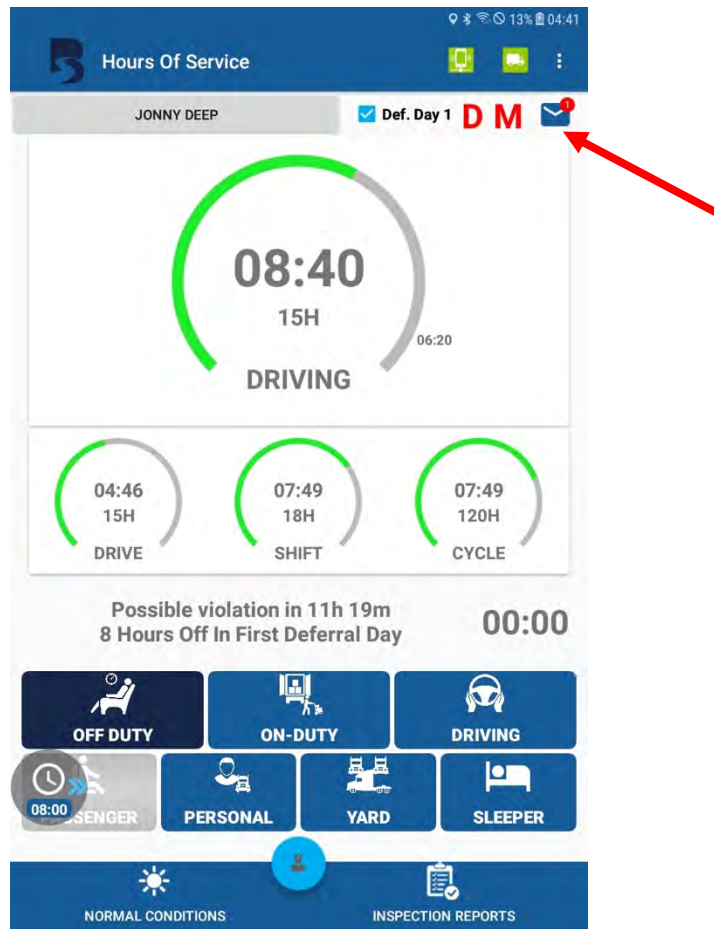 13% 04:41
Hours Of Service
JONNY DEEP
Def. Day 1 D M 1
08:40
15H
06:20
DRIVING
04:46 07:49 07:49
15H 18H 120H
DRIVE SHIFT CYCLE
Possible violation in 11h 19m
8 Hours Off In First Deferral Day
00:00
OFF DUTY ON-DUTY DRIVING
08:00
SENGER PERSONAL YARD SLEEPER
NORMAL CONDITIONS INSPECTION REPORTS